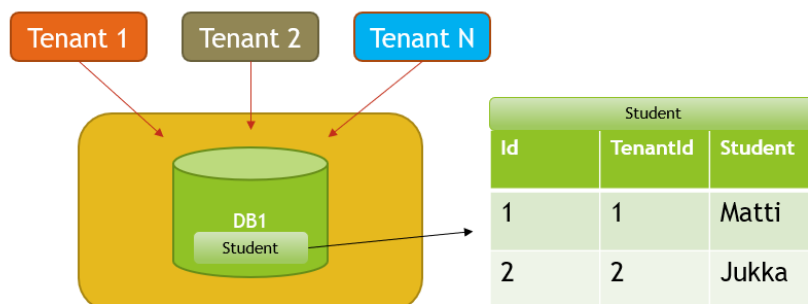 Tenant 1
Tenant 2
Tenant N
DB1
Student
Student
Id TenantId Student
1 1 Matti
2 2 Jukka